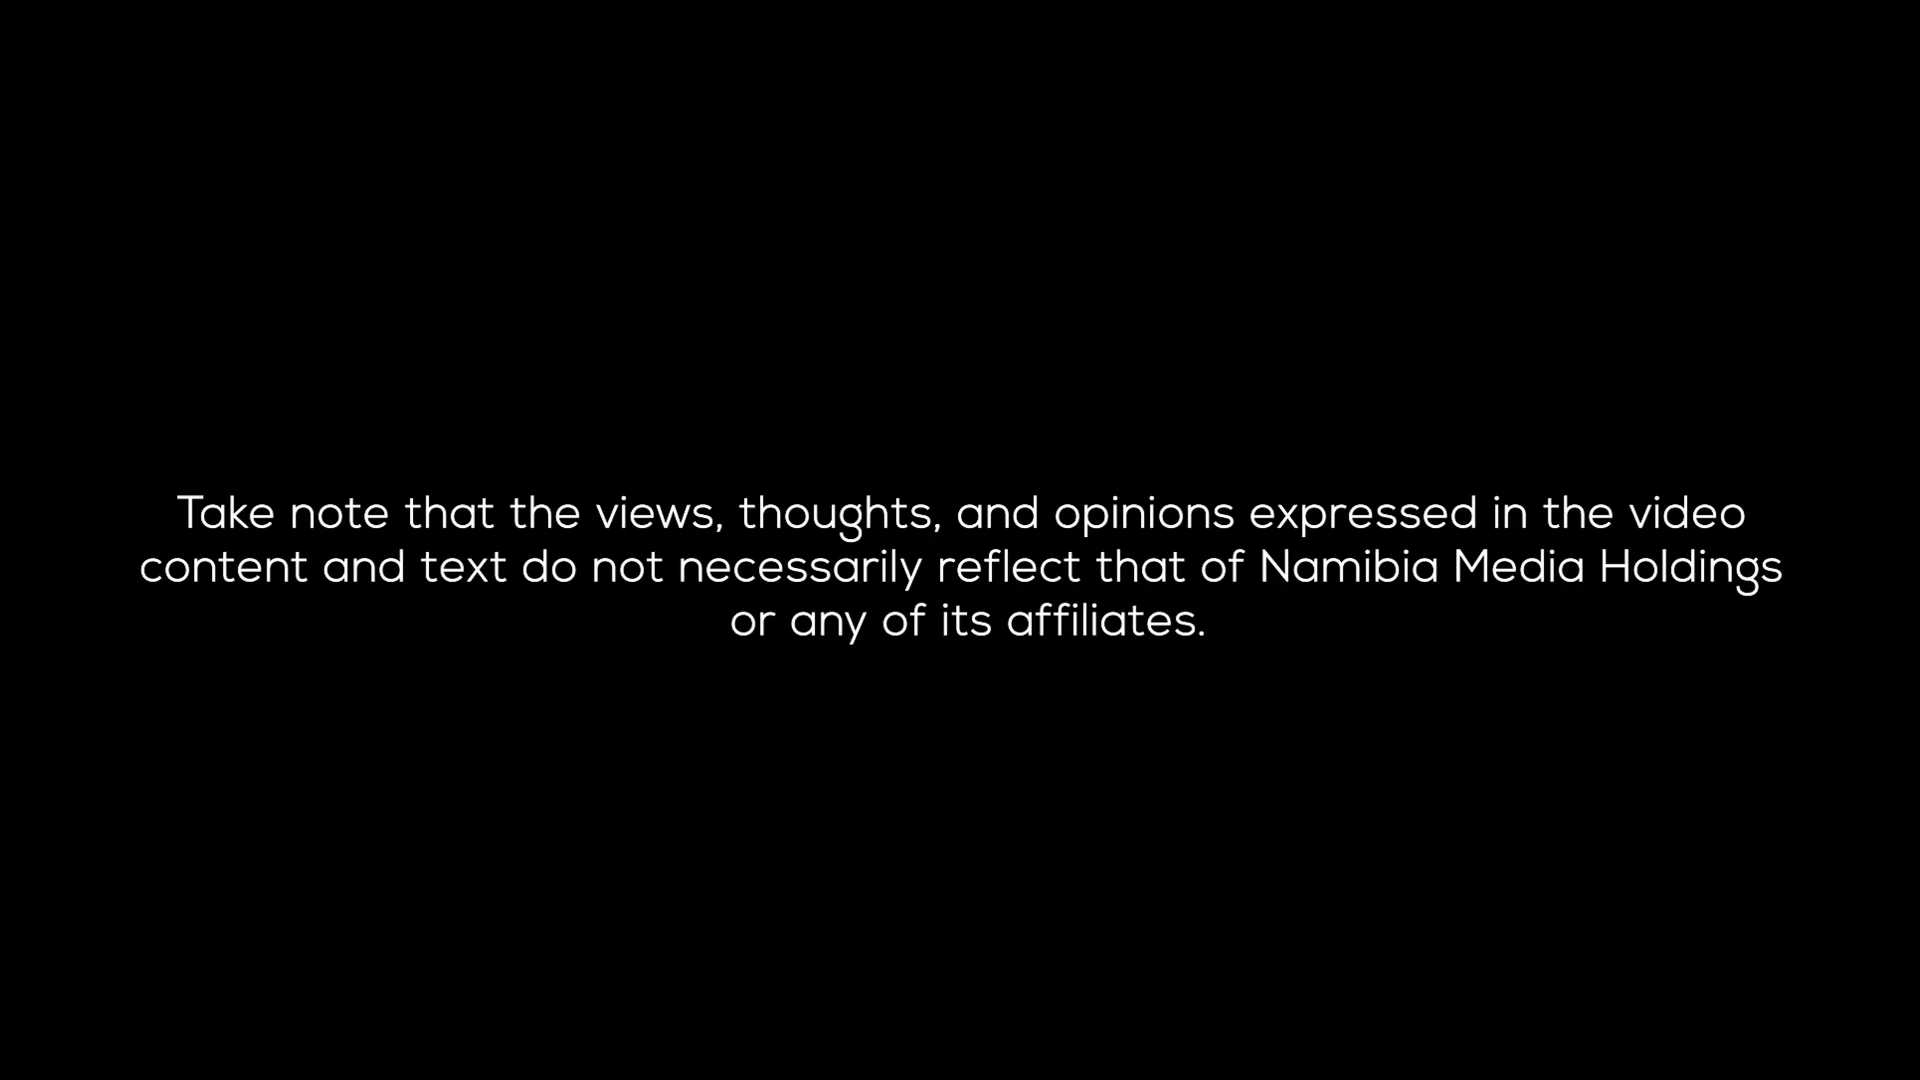 Take note that the views, thoughts, and opinions expressed in the video
content and text do not necessarily reflect that of Namibia Media Holdings
or any of its affiliates.